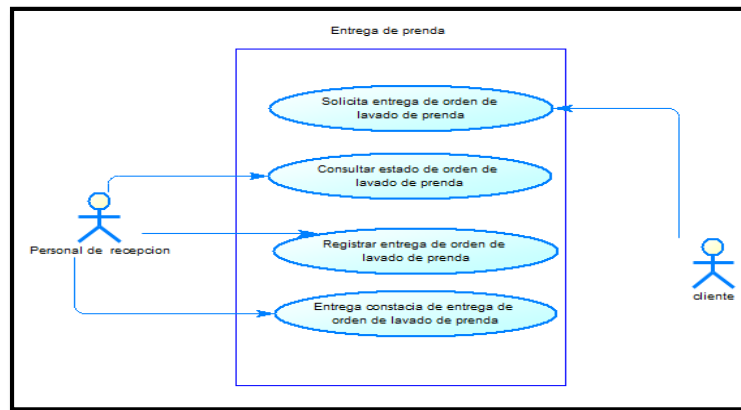 Entrega de prenda
Solicita entrega de orden de
lavado de prenda
Consultar estado de orden de
lavado de prenda
Registrar entrega de orden de
lavado de prenda
Entrega constacia de entrega de
orden de lavado de prenda
Personal de recepcion
cliente